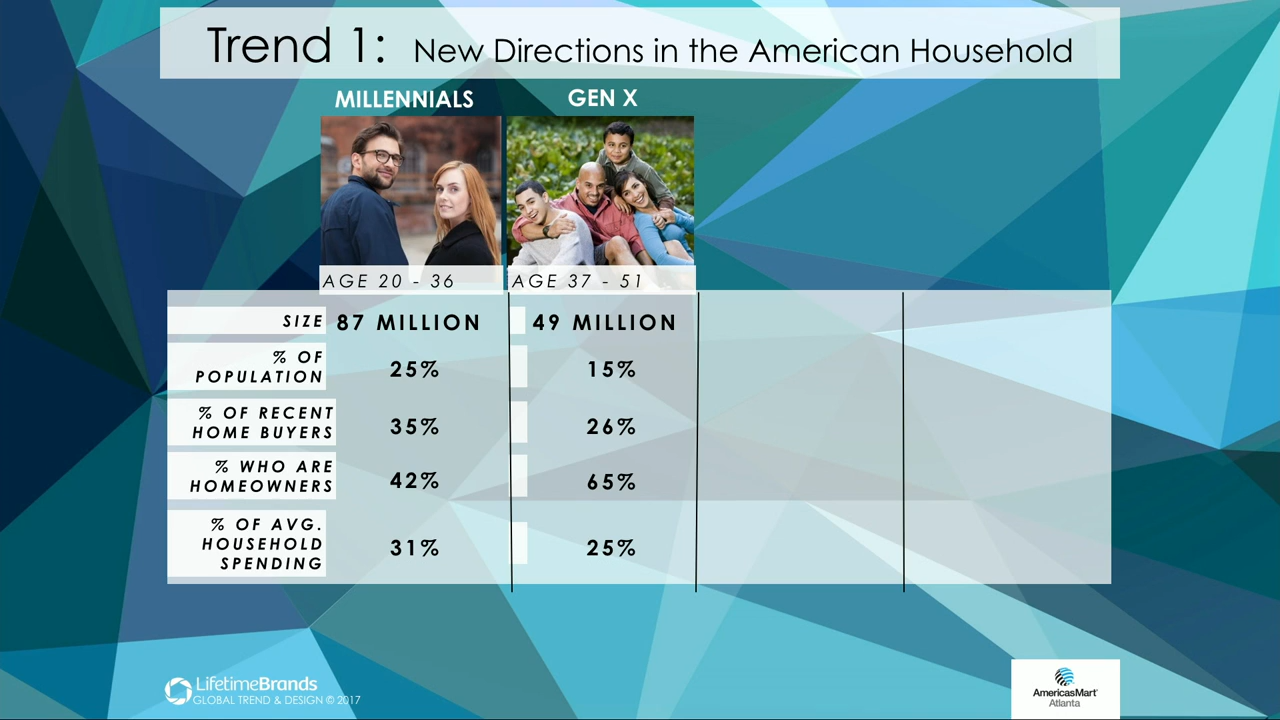 Trend 1: New Directions in the American Household
MILLENNIALS GEN X
AGE 20 - 36 AGE 37 - 51
SIZE 87 MILLION 49 MILLION
% OF
POPULATION 25% 15%
% OF RECENT
HOME BUYERS 35% 26%
% WHO ARE
HOMEOWNERS 42% 65%
% OF AVG.
HOUSEHOLD
SPENDING 31% 25%
LifetimeBrands
GLOBAL TREND & DESIGN © 2017
AmericasMart
Atlanta